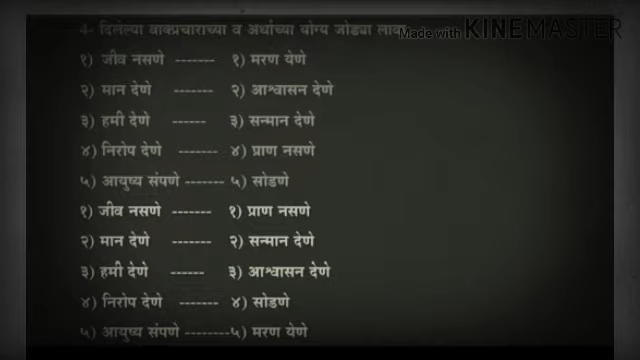 ४- दिलेल्या वाक्प्रचाराच्या व अर्थाच्या योग्य जोड्या लावा
Made with KINEMASTER
१) जीव नसणे ------- १) मरण येणे
२) मान देणे ------- २) आश्वासन देणे
३) हमी देणे ------ ३) सन्मान देणे
४) निरोप देणे ------- ४) प्राण नसणे
५) आयुष्य संपणे ------- ५) सोडणे
१) जीव नसणे ------- १) प्राण नसणे
२) मान देणे ------- २) सन्मान देणे
३) हमी देणे ------ ३) आश्वासन देणे
४) निरोप देणे ------- ४) सोडणे
५) आयुष्य संपणे --------५) मरण येणे